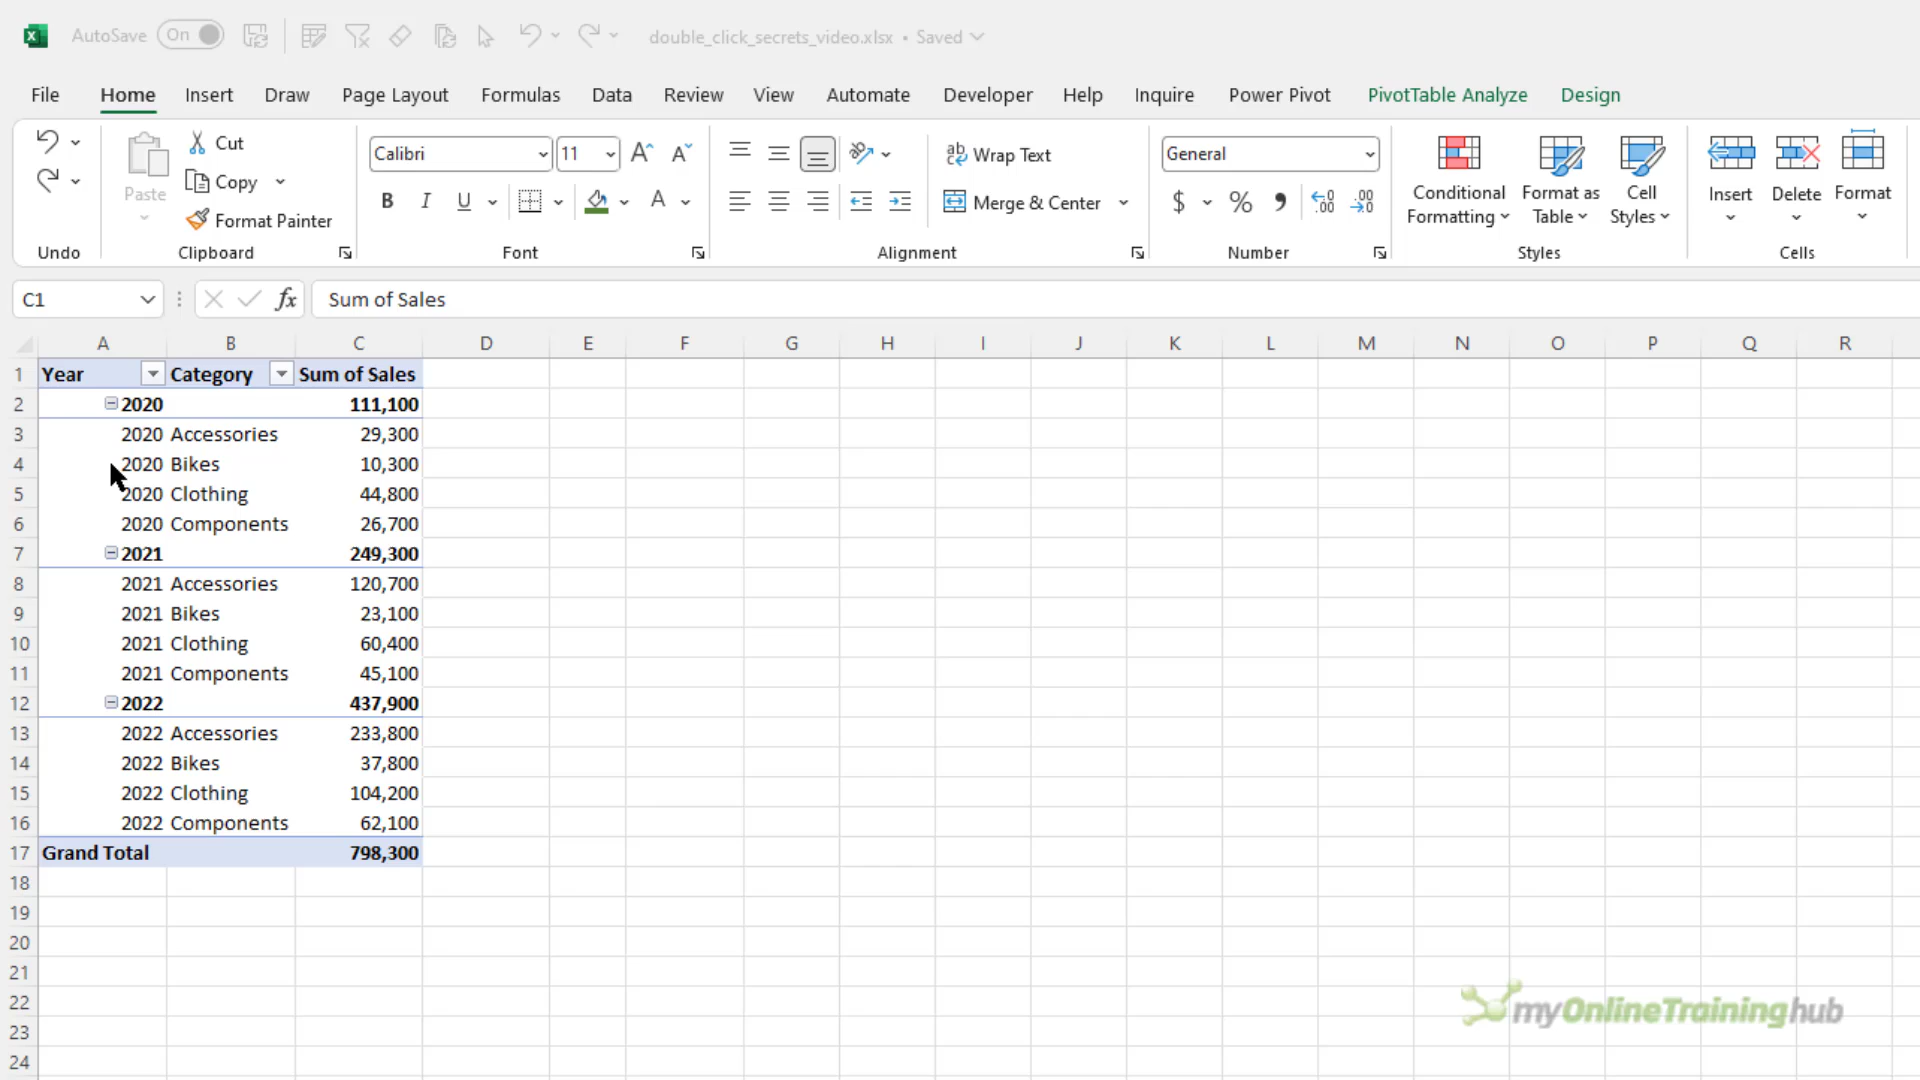 AutoSave On double_click_secrets_video.xlsx • Saved
File Home Insert Draw Page Layout Formulas Data Review View Automate Developer Help Inquire Power Pivot PivotTable Analyze Design
Cut
Copy
Format Painter
Paste
Undo
Clipboard
Calibri 11
B I U A
Font
Wrap Text
Merge & Center
Alignment
General
$ % 9
Number
Conditional Formatting
Format as Table
Cell Styles
Styles
Insert Delete Format
Cells
C1 fx Sum of Sales
A B C D E F G H I J K L M N O P Q R
1 Year Category Sum of Sales
2 2020 111,100
3 2020 Accessories 29,300
4 2020 Bikes 10,300
5 2020 Clothing 44,800
6 2020 Components 26,700
7 2021 249,300
8 2021 Accessories 120,700
9 2021 Bikes 23,100
10 2021 Clothing 60,400
11 2021 Components 45,100
12 2022 437,900
13 2022 Accessories 233,800
14 2022 Bikes 37,800
15 2022 Clothing 104,200
16 2022 Components 62,100
17 Grand Total 798,300
18
19
20
21
22
23
24
myOnlineTraininghub